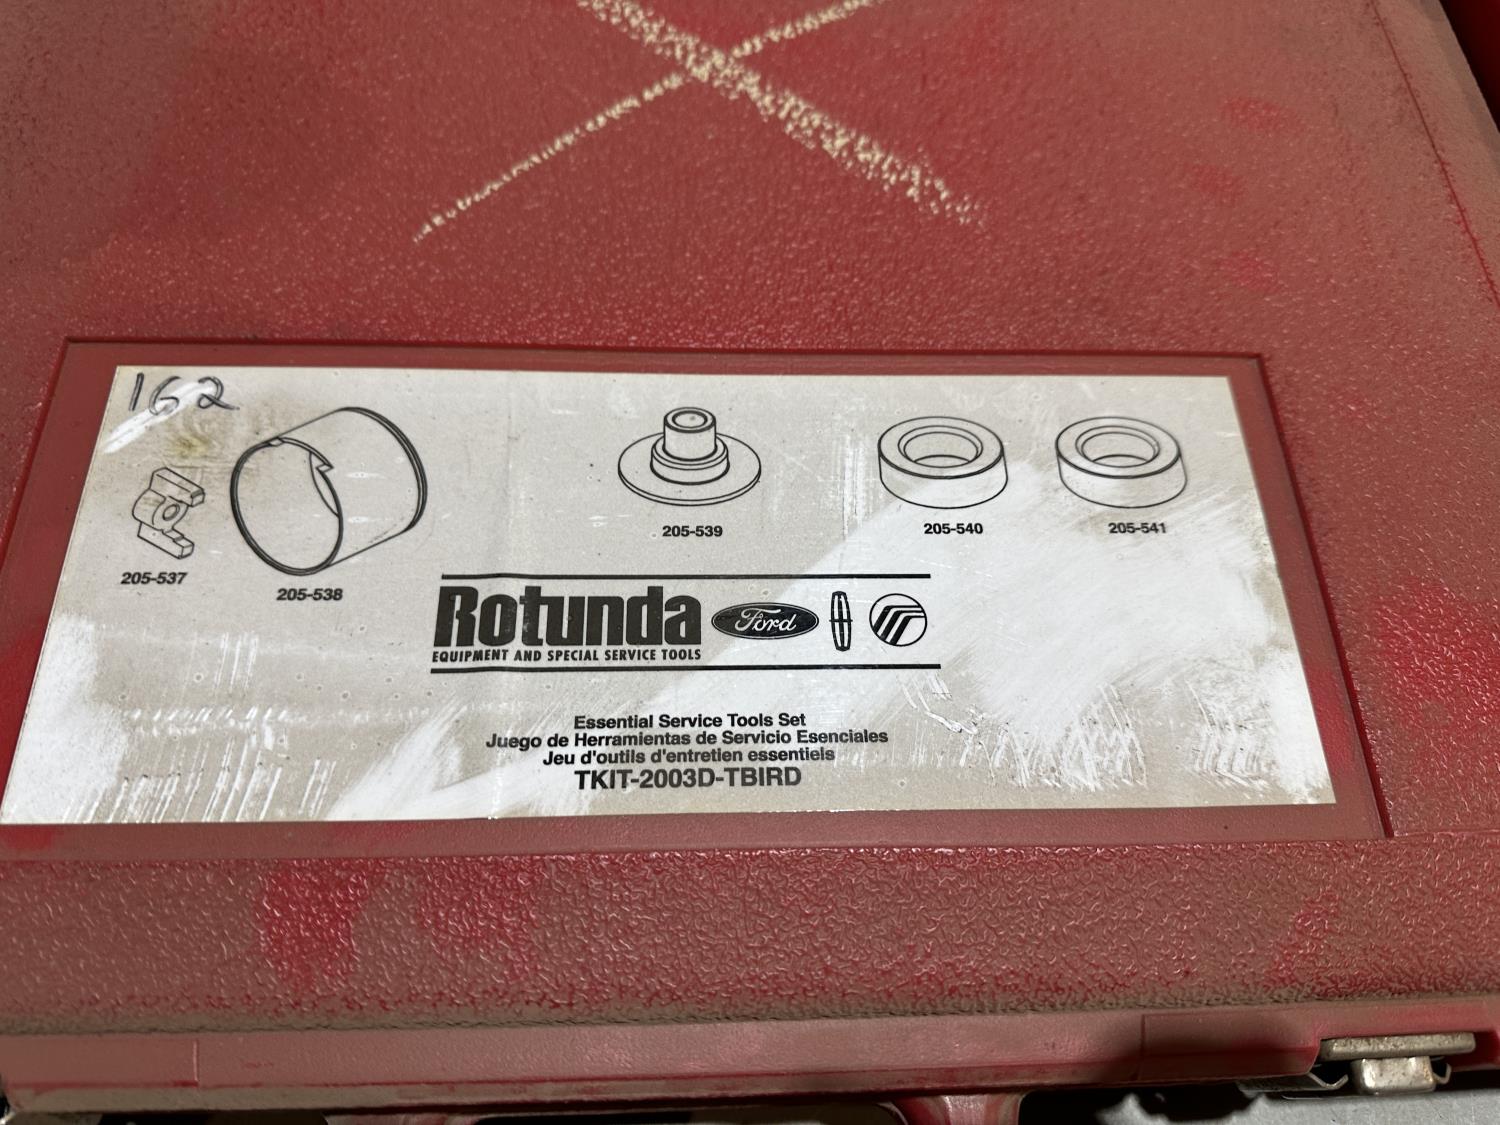 162
205-537
205-538
205-539
205-540
205-541
Rotunda
EQUIPMENT AND SPECIAL SERVICE TOOLS
Ford
Essential Service Tools Set
Juego de Herramientas de Servicio Esenciales
Jeu d'outils d'entretien essentiels
TKIT-2003D-TBIRD